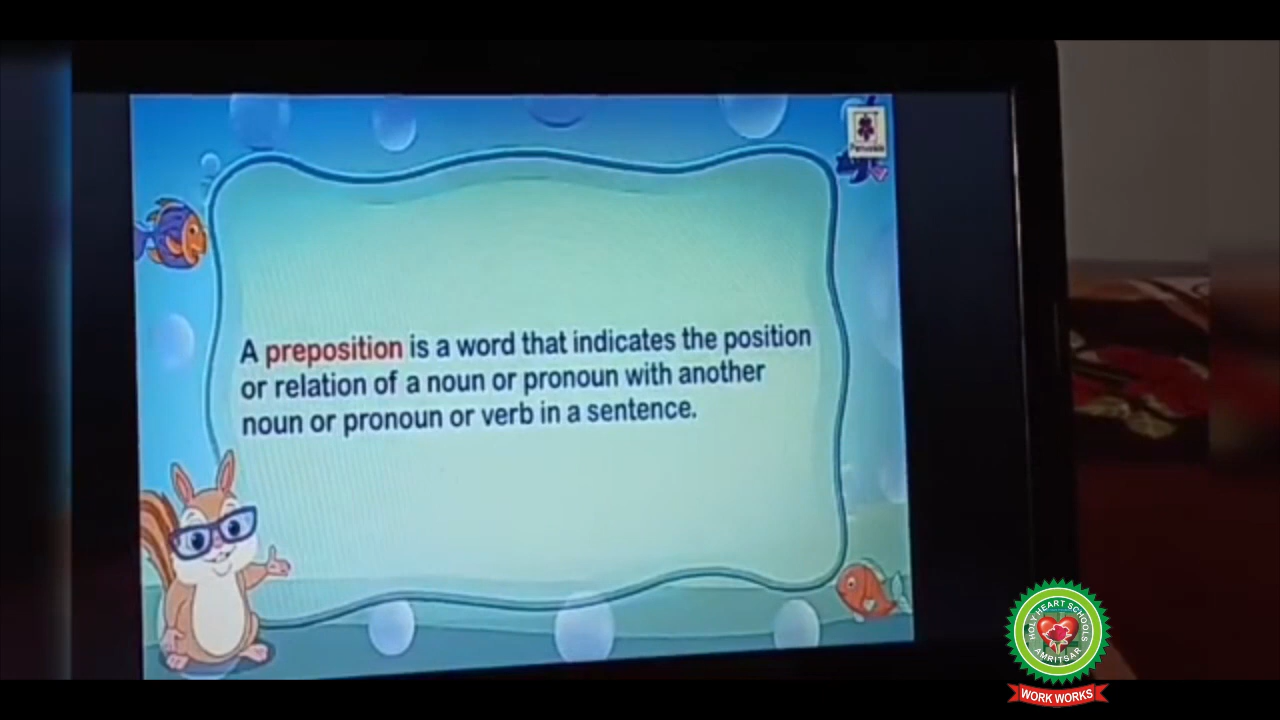 A preposition is a word that indicates the position
or relation of a noun or pronoun with another
noun or pronoun or verb in a sentence.
HOLY HEART SCHOOLS
AMRITSAR
WORK WORKS